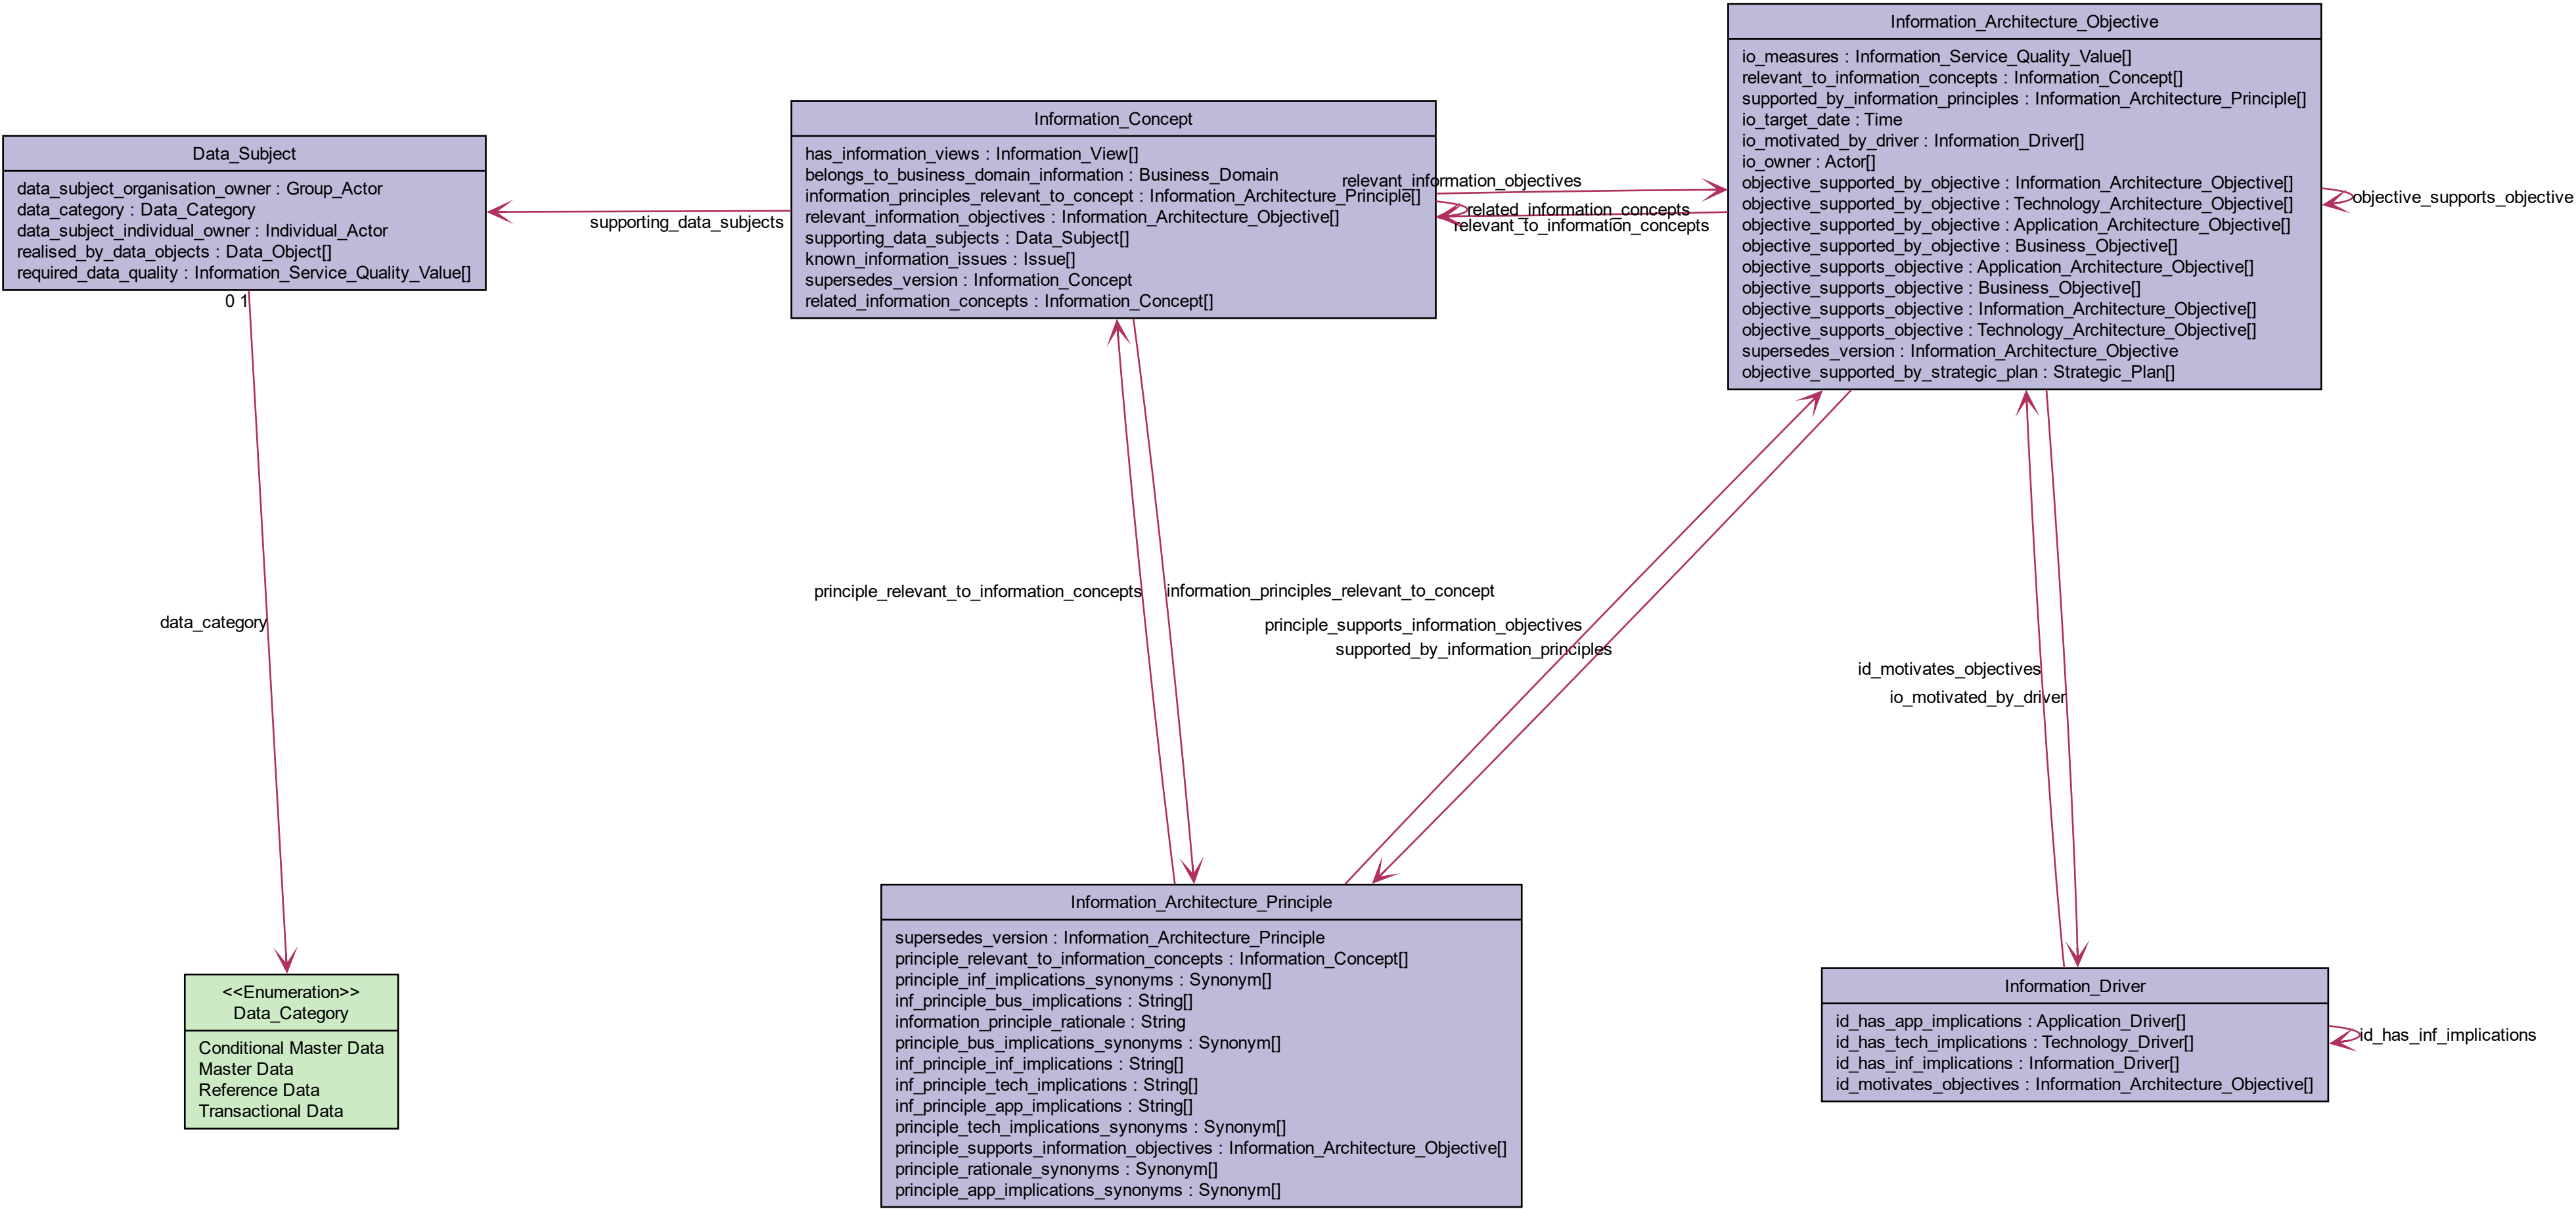 Information_Architecture_Objective
io_measures : Information_Service_Quality_Value[]
relevant_to_information_concepts : Information_Concept[]
supported_by_information_principles : Information_Architecture_Principle[]
io_target_date : Time
io_motivated_by_driver : Information_Driver[]
io_owner : Actor[]
objective_supported_by_objective : Information_Architecture_Objective[]
objective_supported_by_objective : Technology_Architecture_Objective[]
objective_supported_by_objective : Application_Architecture_Objective[]
objective_supported_by_objective : Business_Objective[]
objective_supports_objective : Application_Architecture_Objective[]
objective_supports_objective : Business_Objective[]
objective_supports_objective : Information_Architecture_Objective[]
objective_supports_objective : Technology_Architecture_Objective[]
supersedes_version : Information_Architecture_Objective
objective_supported_by_strategic_plan : Strategic_Plan[]
Information_Concept
has_information_views : Information_View[]
belongs_to_business_domain_information : Business_Domain
information_principles_relevant_to_concept : Information_Architecture_Principle[]
relevant_information_objectives : Information_Architecture_Objective[]
supporting_data_subjects : Data_Subject[]
known_information_issues : Issue[]
supersedes_version : Information_Concept
related_information_concepts : Information_Concept[]
Data_Subject
data_subject_organisation_owner : Group_Actor
data_category : Data_Category
data_subject_individual_owner : Individual_Actor
realised_by_data_objects : Data_Object[]
required_data_quality : Information_Service_Quality_Value[]
0 1
supporting_data_subjects
relevant_information_objectives
related_information_concepts
relevant_to_information_concepts
objective_supports_objective
data_category
principle_relevant_to_information_concepts
information_principles_relevant_to_concept
principle_supports_information_objectives
supported_by_information_principles
id_motivates_objectives
io_motivated_by_driver
<<Enumeration>>
Data_Category
Conditional Master Data
Master Data
Reference Data
Transactional Data
Information_Architecture_Principle
supersedes_version : Information_Architecture_Principle
principle_relevant_to_information_concepts : Information_Concept[]
principle_inf_implications_synonyms : Synonym[]
inf_principle_bus_implications : String[]
information_principle_rationale : String
principle_bus_implications_synonyms : Synonym[]
inf_principle_inf_implications : String[]
inf_principle_tech_implications : String[]
inf_principle_app_implications : String[]
principle_tech_implications_synonyms : Synonym[]
principle_supports_information_objectives : Information_Architecture_Objective[]
principle_rationale_synonyms : Synonym[]
principle_app_implications_synonyms : Synonym[]
Information_Driver
id_has_app_implications : Application_Driver[]
id_has_tech_implications : Technology_Driver[]
id_has_inf_implications : Information_Driver[]
id_motivates_objectives : Information_Architecture_Objective[]
id_has_inf_implications